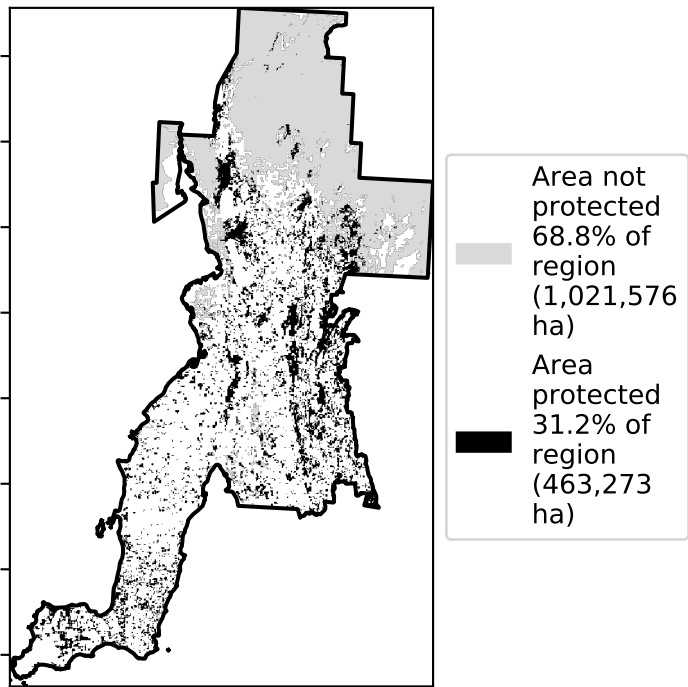 Area not
protected
68.8% of
region
(1,021,576
ha)
Area
protected
31.2% of
region
(463,273
ha)